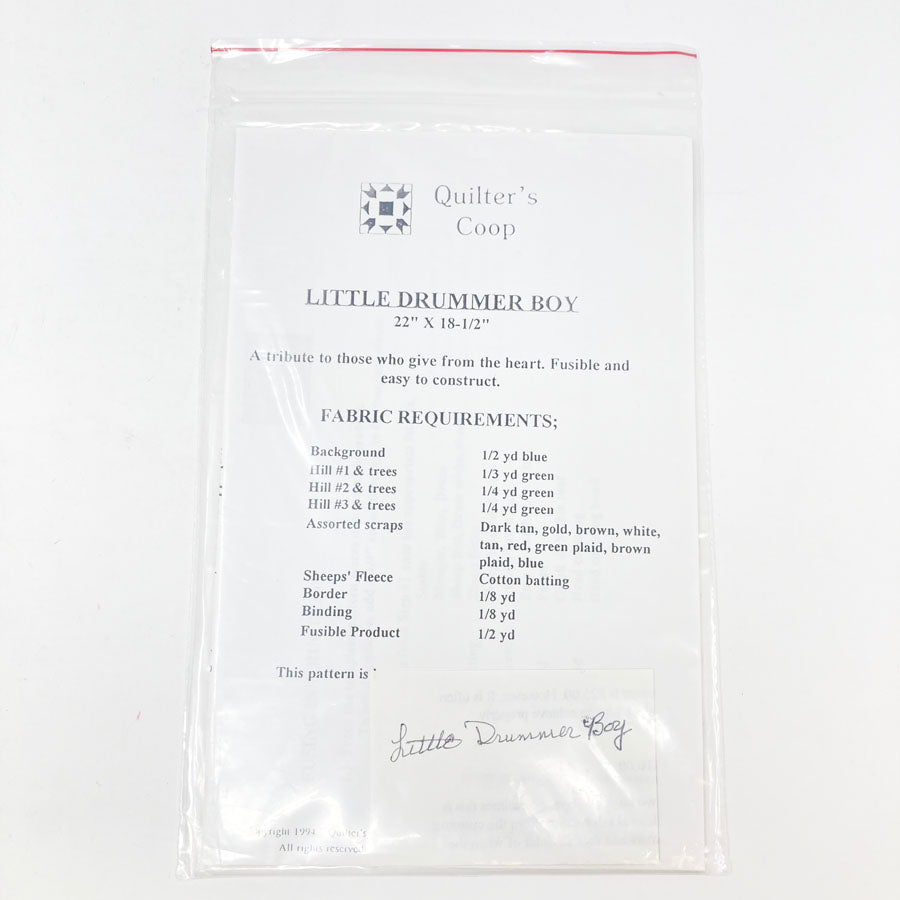 Quilter's
Coop
LITTLE DRUMMER BOY
22" X 18-1/2"
A tribute to those who give from the heart. Fusible and
easy to construct.
FABRIC REQUIREMENTS;
Background 1/2 yd blue
Hill #1 & trees 1/3 yd green
Hill #2 & trees 1/4 yd green
Hill #3 & trees 1/4 yd green
Assorted scraps Dark tan, gold, brown, white,
tan, red, green plaid, brown
plaid, blue
Sheeps' Fleece Cotton batting
Border 1/8 yd
Binding 1/8 yd
Fusible Product 1/2 yd
This pattern is
Little Drummer Boy
1994 Quilter's
All rights reserved